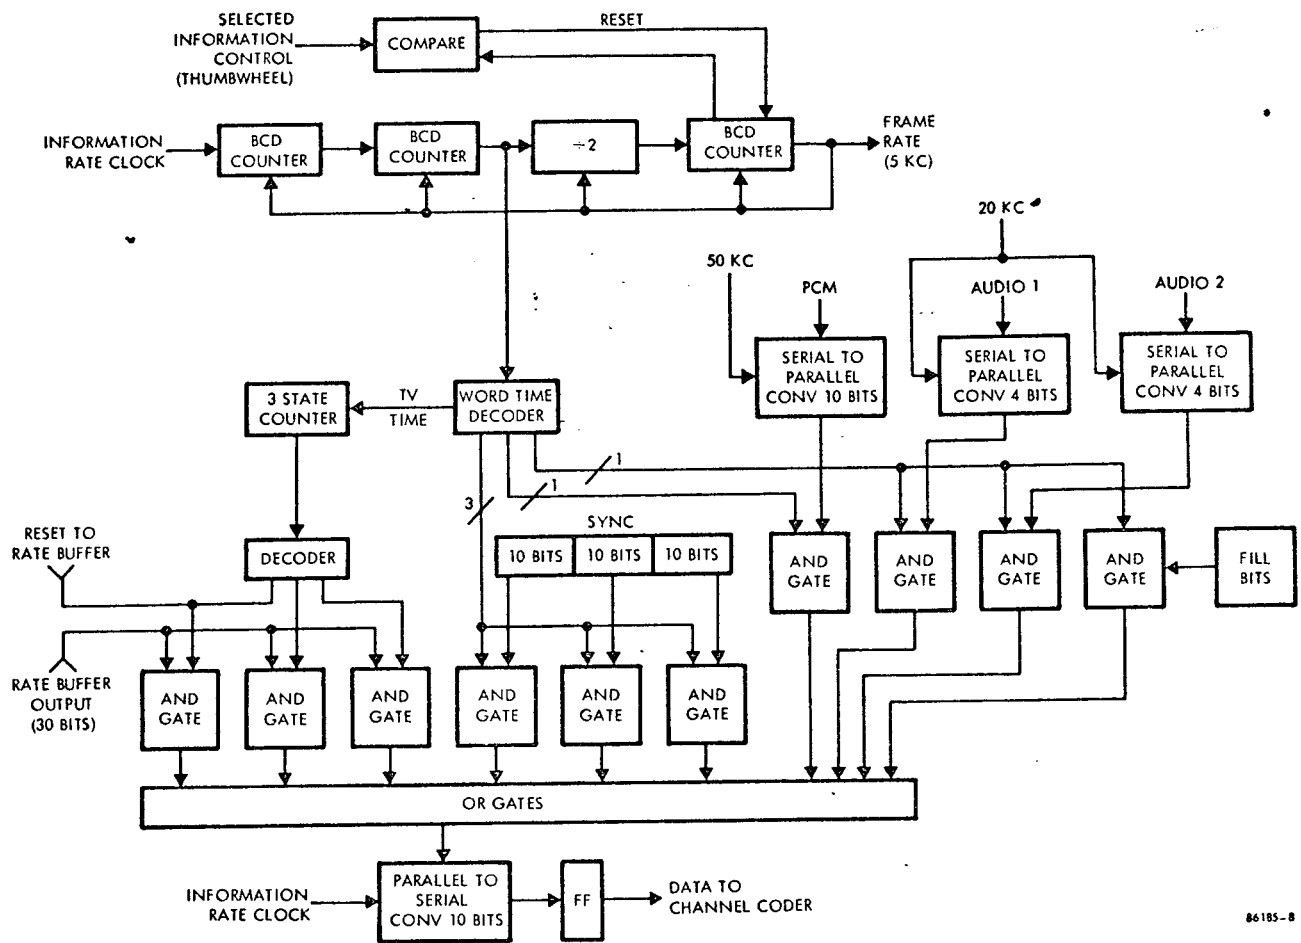 SELECTED
INFORMATION
CONTROL
(THUMBWHEEL)
COMPARE
RESET
INFORMATION
RATE CLOCK
BCD
COUNTER
BCD
COUNTER
÷2
BCD
COUNTER
FRAME
RATE
(5 KC)
20 KC
50 KC
PCM
AUDIO 1
AUDIO 2
SERIAL TO
PARALLEL
CONV 10 BITS
SERIAL TO
PARALLEL
CONV 4 BITS
SERIAL TO
PARALLEL
CONV 4 BITS
3 STATE
COUNTER
TV
TIME
WORD TIME
DECODER
1
1
3
SYNC
10 BITS
10 BITS
10 BITS
RESET TO
RATE BUFFER
DECODER
AND
GATE
AND
GATE
AND
GATE
AND
GATE
FILL
BITS
RATE BUFFER
OUTPUT
(30 BITS)
AND
GATE
AND
GATE
AND
GATE
AND
GATE
AND
GATE
AND
GATE
OR GATES
INFORMATION
RATE CLOCK
PARALLEL TO
SERIAL
CONV 10 BITS
FF
DATA TO
CHANNEL CODER
86185-8